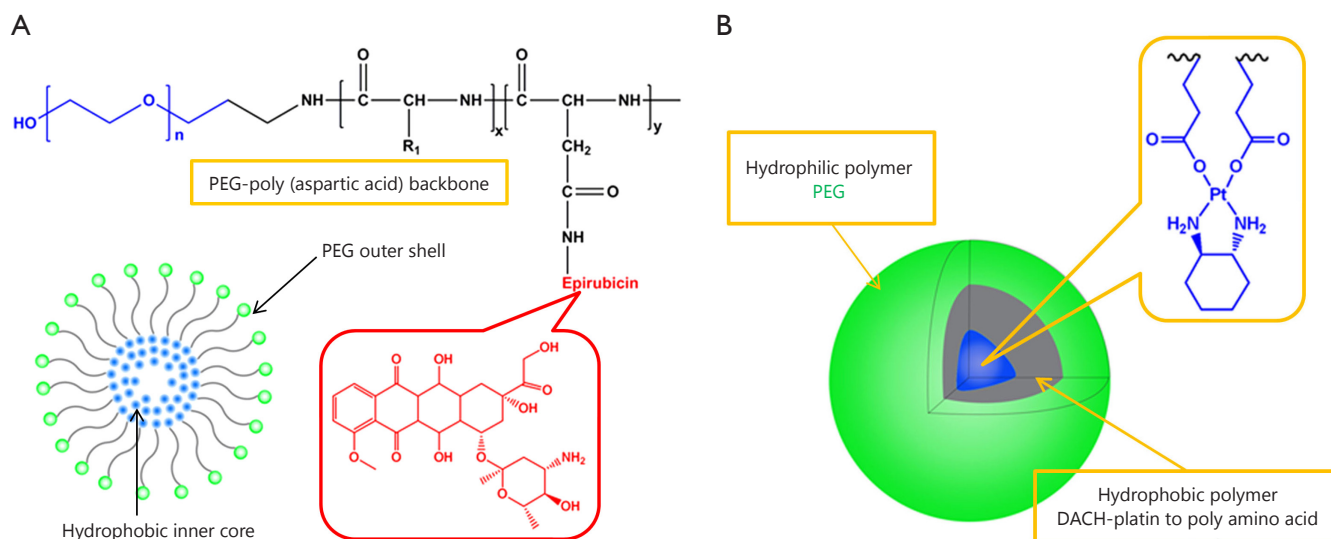 A
O
O
HO
O
n
NH
C
CH
NH
x
C
CH
NH
y
R1
CH2
C
O
NH
Epirubicin
PEG-poly (aspartic acid) backbone
PEG outer shell
Hydrophobic inner core
O
OH
OH
O
OH
O
O
OH
O
NH2
O
OH
B
Hydrophilic polymer
PEG
O
O
O
O
Pt
H2N
NH2
Hydrophobic polymer
DACH-platin to poly amino acid